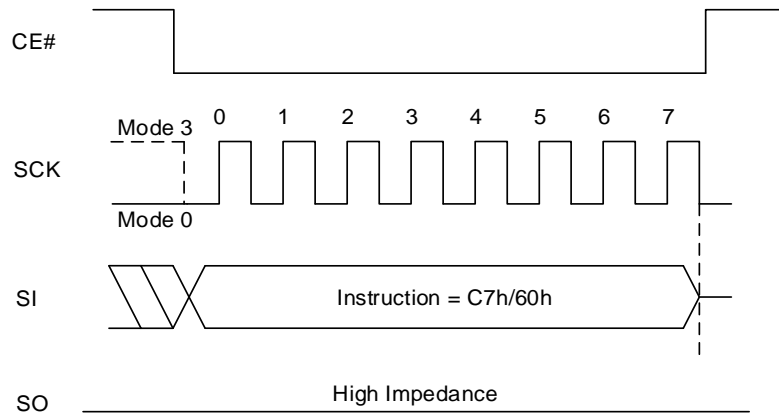 CE#
0 1 2 3 4 5 6 7
Mode 3
SCK
Mode 0
SI
Instruction = C7h/60h
High Impedance
SO